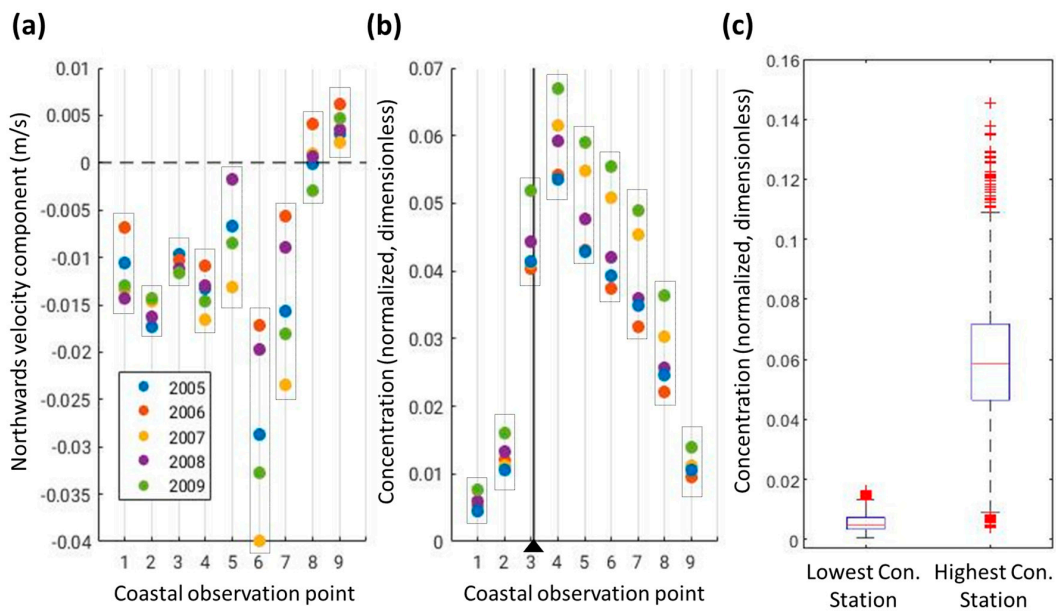 (a)
Northwards velocity component (m/s)
0.01
0.005
0
-0.005
-0.01
-0.015
-0.02
-0.025
-0.03
-0.035
-0.04
2005
2006
2007
2008
2009
1 2 3 4 5 6 7 8 9
Coastal observation point
(b)
Concentration (normalized, dimensionless)
0.07
0.06
0.05
0.04
0.03
0.02
0.01
0
1 2 3 4 5 6 7 8 9
Coastal observation point
(c)
Concentration (normalized, dimensionless)
0.16
0.14
0.12
0.1
0.08
0.06
0.04
0.02
0
Lowest Con.
Station
Highest Con.
Station